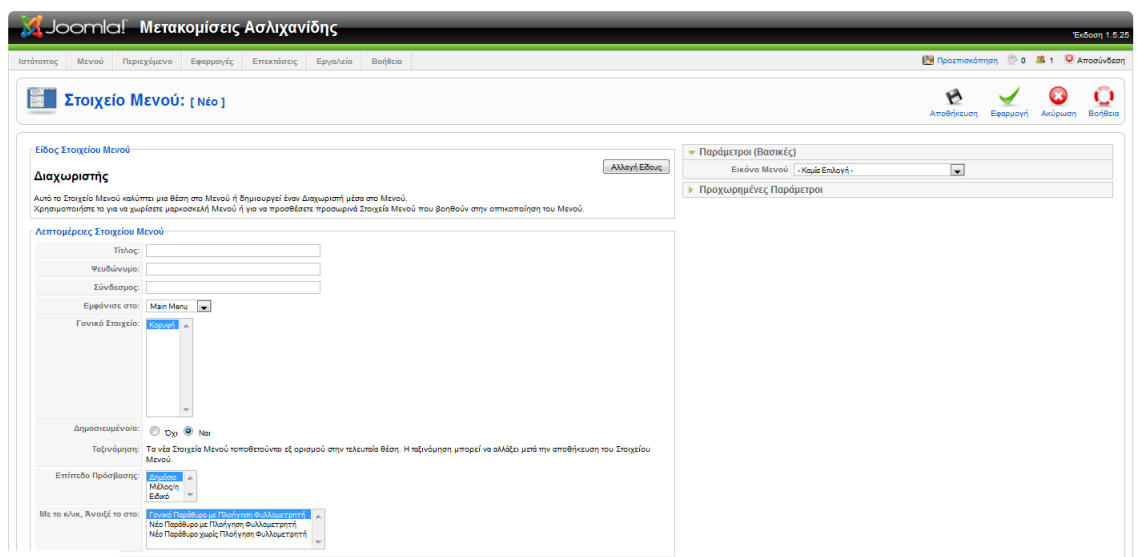 Joomla! Μετακομίσεις Ασλιχανίδης
Έκδοση 1.5.25
Ιστότοπος Μενού Περιεχόμενο Εφαρμογές Επεκτάσεις Εργαλεία Βοήθεια Προεπισκόπηση 0 1 Αποσύνδεση
Στοιχείο Μενού: [ Νέο ]
Αποθήκευση Εφαρμογή Ακύρωση Βοήθεια
Είδος Στοιχείου Μενού
Αλλαγή Είδους
Διαχωριστής
Αυτό το Στοιχείο Μενού καλύπτει μια θέση στο Μενού ή δημιουργεί έναν Διαχωριστή μέσα στο Μενού.
Χρησιμοποιήστε το για να χωρίσετε μαρκοσκελή Μενού ή για να προσθέσετε προσωρινά Στοιχεία Μενού που βοηθούν στην οπτικοποίηση του Μενού.
Παράμετροι (Βασικές)
Εικόνα Μενού - Καμία Επιλογή -
Προχωρημένες Παράμετροι
Λεπτομέρειες Στοιχείου Μενού
Τίτλος:
Ψευδώνυμο:
Σύνδεσμος:
Εμφάνισε στο: Main Menu
Γονικό Στοιχείο: Κορυφή
Δημοσιευμένο/α: Όχι Ναι
Ταξινόμηση: Τα νέα Στοιχεία Μενού τοποθετούνται εξ ορισμού στην τελευταία θέση. Η ταξινόμηση μπορεί να αλλάξει μετά την αποθήκευση του Στοιχείου
Μενού.
Επίπεδο Πρόσβασης: Δημόσιο
Μέλος/η
Ειδικό
Με το κλικ, Άνοιξέ το στο: Γονικό Παράθυρο με Πλοήγηση Φυλλομετρητή
Νέο Παράθυρο με Πλοήγηση Φυλλομετρητή
Νέο Παράθυρο χωρίς Πλοήγηση Φυλλομετρητή